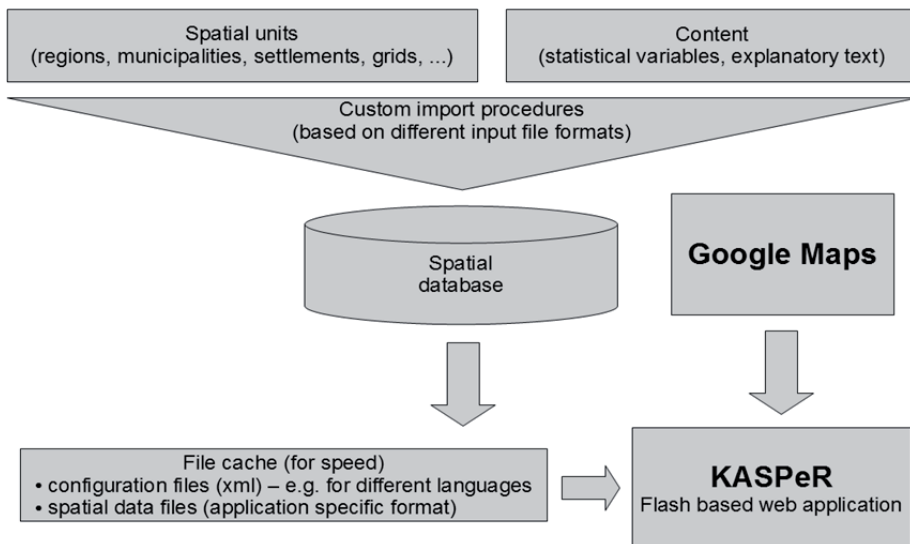 Spatial units
(regions, municipalities, settlements, grids, ...)
Content
(statistical variables, explanatory text)
Custom import procedures
(based on different input file formats)
Spatial
database
Google Maps
File cache (for speed)
• configuration files (xml) – e.g. for different languages
• spatial data files (application specific format)
KASPeR
Flash based web application